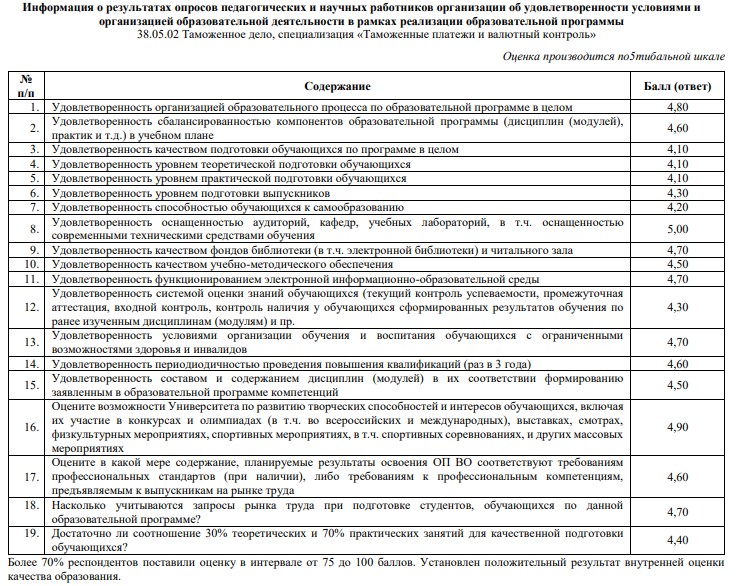 Информация о результатах опросов педагогических и научных работников организации об удовлетворенности условиями и
организацией образовательной деятельности в рамках реализации образовательной программы
38.05.02 Таможенное дело, специализация «Таможенные платежи и валютный контроль»
Оценка производится по5тибальной шкале
№ п/п Содержание Балл (ответ)
1. Удовлетворенность организацией образовательного процесса по образовательной программе в целом 4,80
2. Удовлетворенность сбалансированностью компонентов образовательной программы (дисциплин (модулей),
практик и т.д.) в учебном плане 4,60
3. Удовлетворенность качеством подготовки обучающихся по программе в целом 4,10
4. Удовлетворенность уровнем теоретической подготовки обучающихся 4,10
5. Удовлетворенность уровнем практической подготовки обучающихся 4,10
6. Удовлетворенность уровнем подготовки выпускников 4,30
7. Удовлетворенность способностью обучающихся к самообразованию 4,20
8. Удовлетворенность оснащенностью аудиторий, кафедр, учебных лабораторий, в т.ч. оснащенностью
современными техническими средствами обучения 5,00
9. Удовлетворенность качеством фондов библиотеки (в т.ч. электронной библиотеки) и читального зала 4,70
10. Удовлетворенность качеством учебно-методического обеспечения 4,50
11. Удовлетворенность функционированием электронной информационно-образовательной среды 4,70
12. Удовлетворенность системой оценки знаний обучающихся (текущий контроль успеваемости, промежуточная
аттестация, входной контроль, контроль наличия у обучающихся сформированных результатов обучения по
ранее изученным дисциплинам (модулям) и пр. 4,30
13. Удовлетворенность условиями организации обучения и воспитания обучающихся с ограниченными
возможностями здоровья и инвалидов 4,70
14. Удовлетворенность периодиодичностью проведения повышения квалификаций (раз в 3 года) 4,60
15. Удовлетворенность составом и содержанием дисциплин (модулей) в их соответствии формированию
заявленным в образовательной программе компетенций 4,50
16. Оцените возможности Университета по развитию творческих способностей и интересов обучающихся, включая
их участие в конкурсах и олимпиадах (в т.ч. во всероссийских и международных), выставках, смотрах,
физкультурных мероприятиях, спортивных мероприятиях, в т.ч. спортивных соревнованиях, и других массовых
мероприятиях 4,90
17. Оцените в какой мере содержание, планируемые результаты освоения ОП ВО соответствуют требованиям
профессиональных стандартов (при наличии), либо требованиям к профессиональным компетенциям,
предъявляемым к выпускникам на рынке труда 4,60
18. Насколько учитываются запросы рынка труда при подготовке студентов, обучающихся по данной
образовательной программе? 4,70
19. Достаточно ли соотношение 30% теоретических и 70% практических занятий для качественной подготовки
обучающихся? 4,40
Более 70% респондентов поставили оценку в интервале от 75 до 100 баллов. Установлен положительный результат внутренней оценки
качества образования.